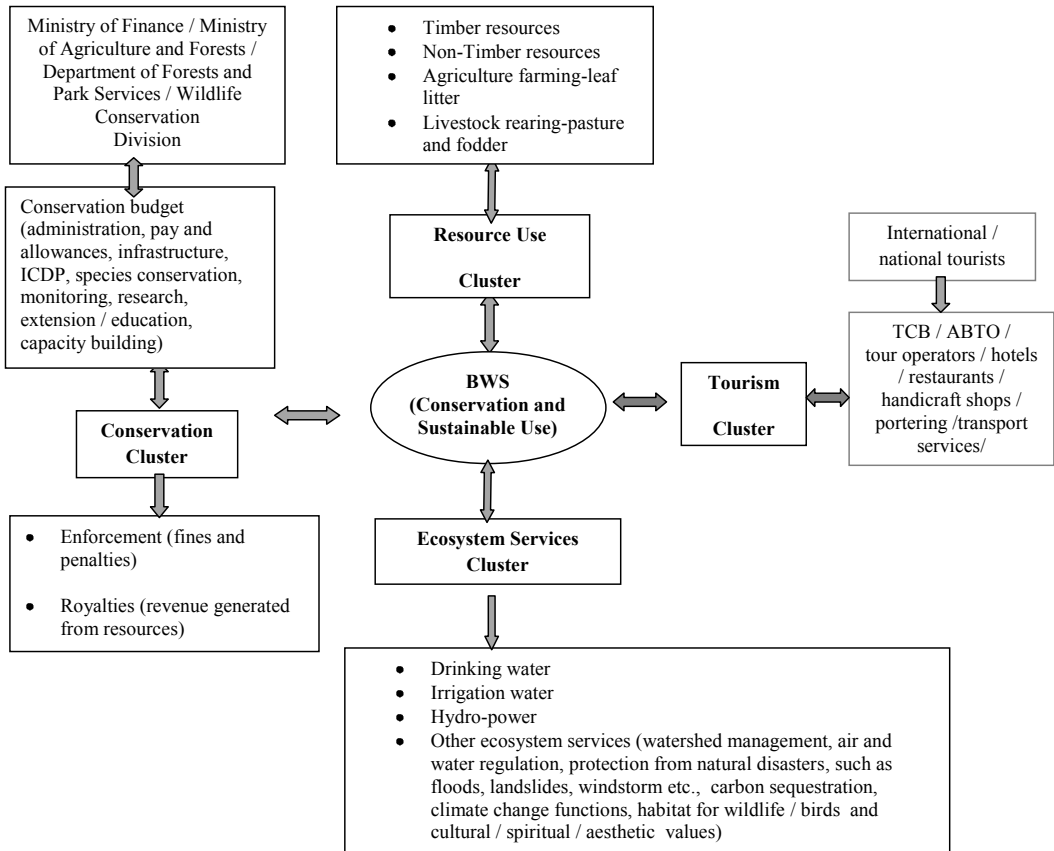 Ministry of Finance / Ministry
of Agriculture and Forests /
Department of Forests and
Park Services / Wildlife
Conservation
Division
• Timber resources
• Non-Timber resources
• Agriculture farming-leaf
litter
• Livestock rearing-pasture
and fodder
Conservation budget
(administration, pay and
allowances, infrastructure,
ICDP, species conservation,
monitoring, research,
extension / education,
capacity building)
Resource Use
Cluster
International /
national tourists
TCB / ABTO /
tour operators / hotels
/ restaurants /
handicraft shops /
portering /transport
services/
BWS
(Conservation and
Sustainable Use)
Tourism
Cluster
Conservation
Cluster
• Enforcement (fines and
penalties)
• Royalties (revenue generated
from resources)
Ecosystem Services
Cluster
• Drinking water
• Irrigation water
• Hydro-power
• Other ecosystem services (watershed management, air and
water regulation, protection from natural disasters, such as
floods, landslides, windstorm etc., carbon sequestration,
climate change functions, habitat for wildlife / birds and
cultural / spiritual / aesthetic values)